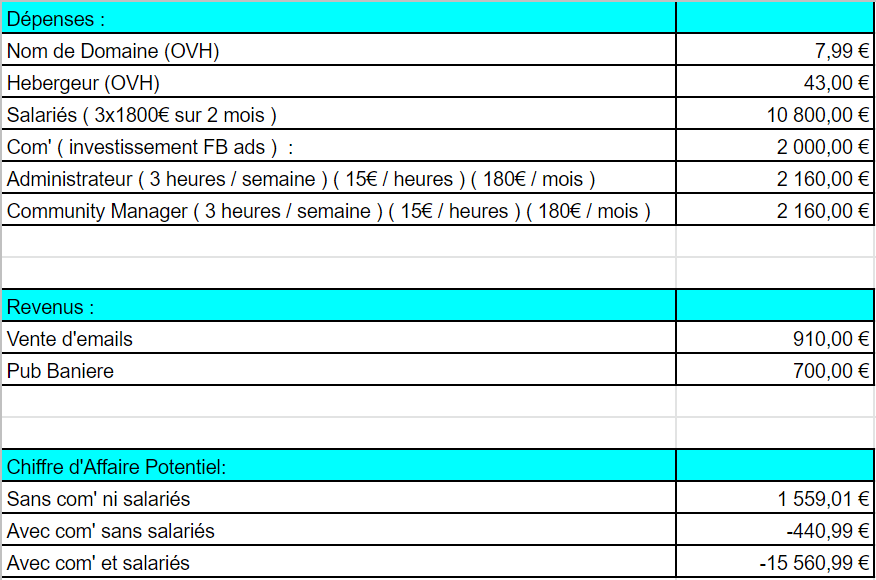 Dépenses :
Nom de Domaine (OVH) 7,99 €
Hebergeur (OVH) 43,00 €
Salariés ( 3x1800€ sur 2 mois ) 10 800,00 €
Com' ( investissement FB ads ) : 2 000,00 €
Administrateur ( 3 heures / semaine ) ( 15€ / heures ) ( 180€ / mois ) 2 160,00 €
Community Manager ( 3 heures / semaine ) ( 15€ / heures ) ( 180€ / mois ) 2 160,00 €
Revenus :
Vente d'emails 910,00 €
Pub Baniere 700,00 €
Chiffre d'Affaire Potentiel:
Sans com' ni salariés 1 559,01 €
Avec com' sans salariés -440,99 €
Avec com' et salariés -15 560,99 €